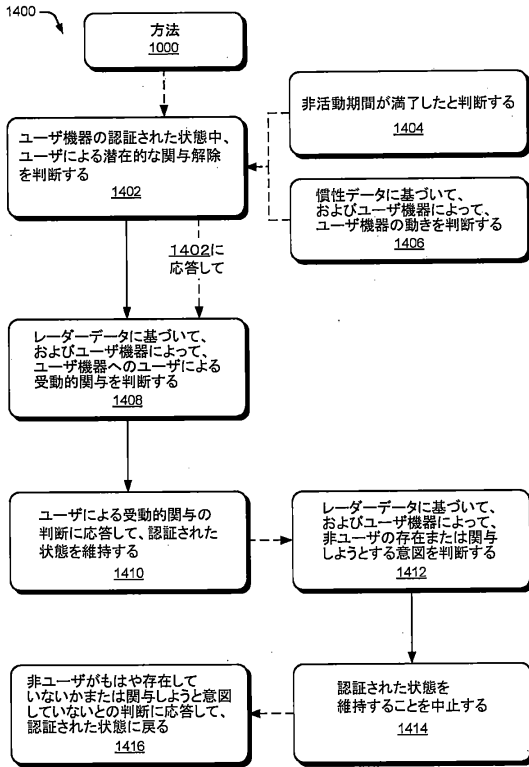 1400
方法
1000
ユーザ機器の認証された状態中、
ユーザによる潜在的な関与解除
を判断する
1402
非活動期間が満了したと判断する
1404
慣性データに基づいて、
およびユーザ機器によって、
ユーザ機器の動きを判断する
1406
1402に
応答して
レーダーデータに基づいて、
およびユーザ機器によって、
ユーザ機器へのユーザによる
受動的関与を判断する
1408
ユーザによる受動的関与の
判断に応答して、認証された
状態を維持する
1410
レーダーデータに基づいて、
およびユーザ機器によって、
非ユーザの存在または関与
しようとする意図を判断する
1412
認証された状態を
維持することを中止する
1414
非ユーザがもはや存在して
いないかまたは関与しようと意図
していないとの判断に応答して、
認証された状態に戻る
1416